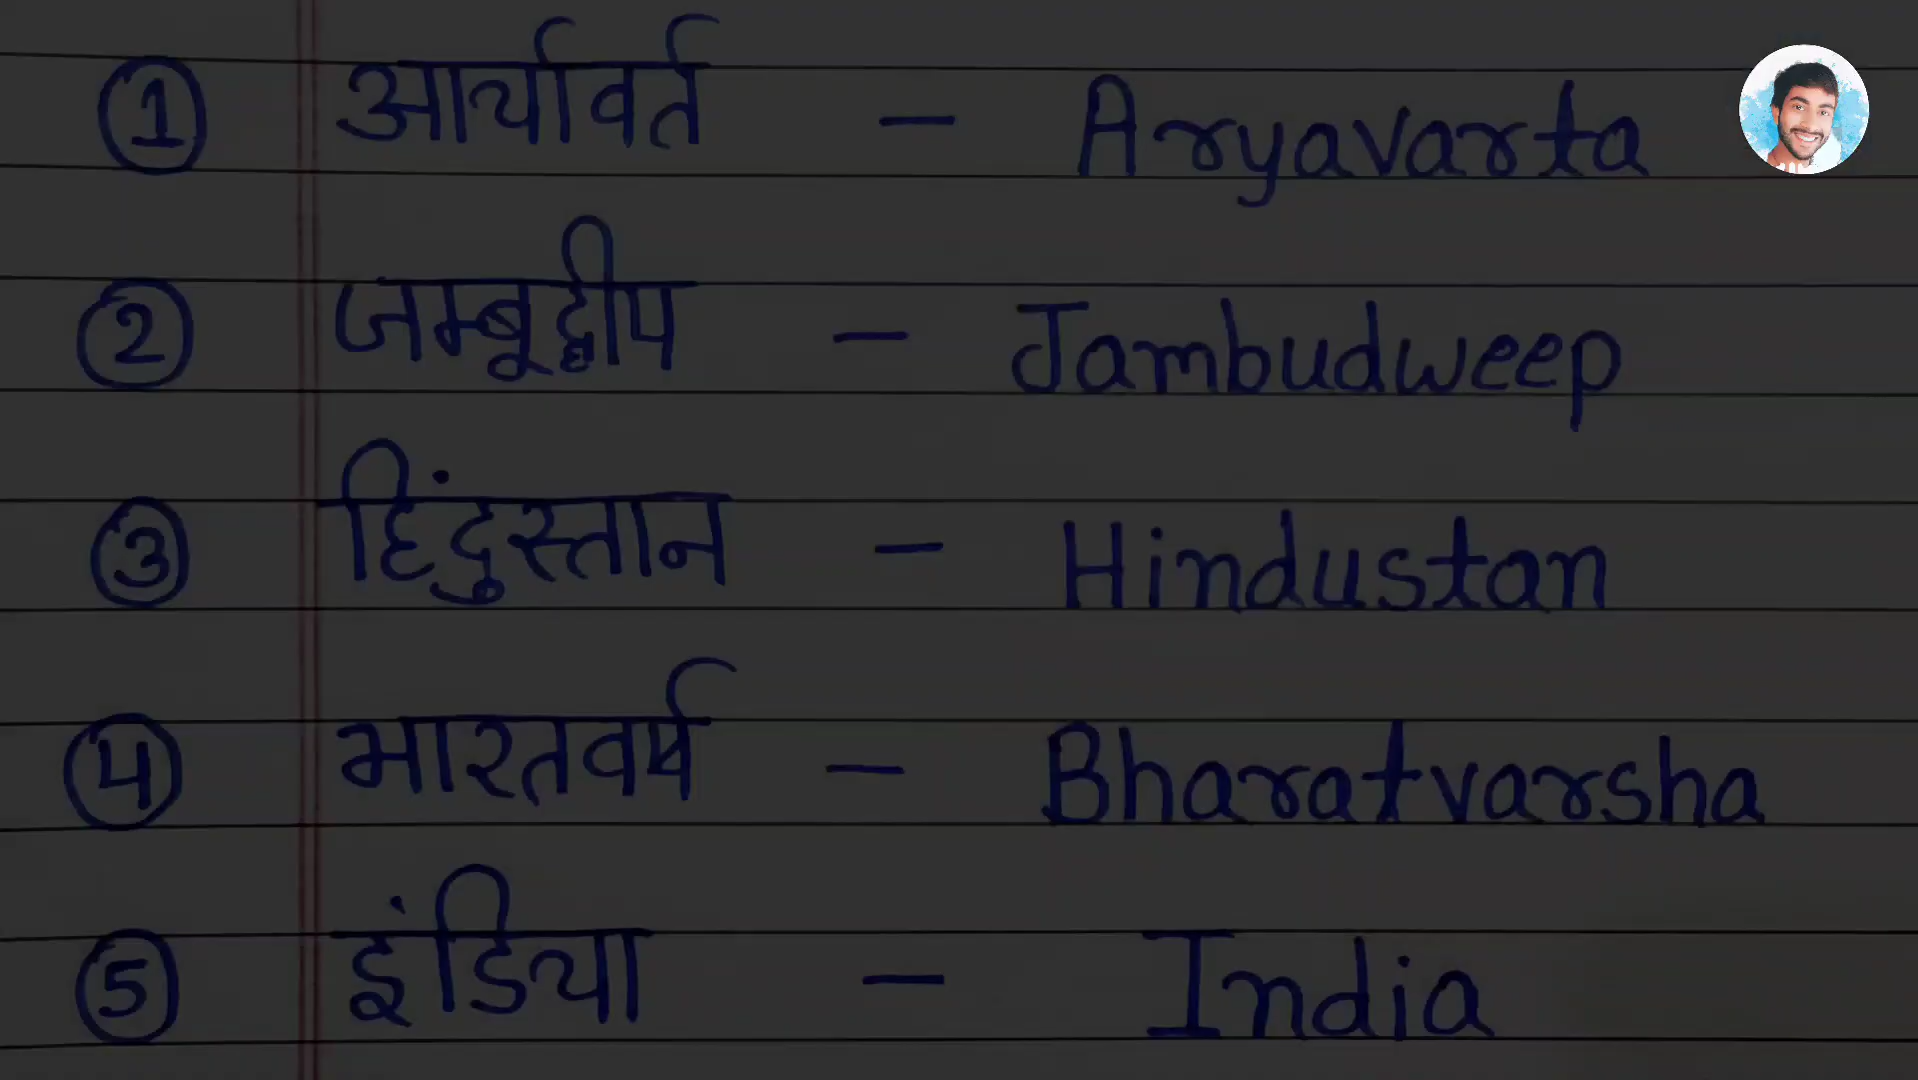 1 आर्यावर्त - Aryavarta
2 जम्बूद्वीप - Jambudweep
3 हिंदुस्तान - Hindustan
4 भारतवर्ष - Bharatvarsha
5 इंडिया - India